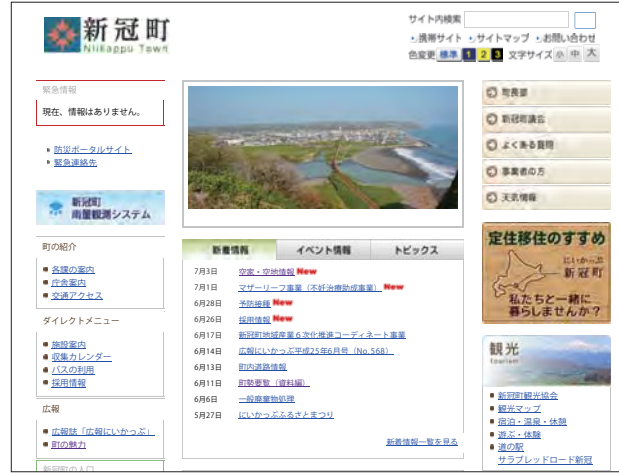 新冠町
Niikappu Town
サイト内検索
携帯サイト サイトマップ お問い合わせ
色変更 標準 1 2 3 文字サイズ 小 中 大
緊急情報
現在、情報はありません。
防災ポータルサイト
緊急連絡先
新冠町
雨量観測システム
町の紹介
各課の案内
庁舎案内
交通アクセス
ダイレクトメニュー
施設案内
収集カレンダー
バスの利用
採用情報
広報
広報誌「広報にいかっぷ」
町の魅力
新冠町の人口
新着情報 イベント情報 トピックス
7月3日 空家・空地情報 New
7月1日 マザーリーフ事業（不妊治療助成事業） New
6月28日 予防接種 New
6月26日 採用情報 New
6月17日 新冠町地域産業6次化推進コーディネート事業
6月14日 広報にいかっぷ平成25年6月号（No.568）
6月13日 町内道路情報
6月11日 町勢要覧（資料編）
6月6日 一般廃棄物処理
5月27日 にいかっぷふるさとまつり
新着情報一覧を見る
町長室
新冠町議会
よくある質問
事業者の方
天気情報
定住移住のすすめ
にいかっぷ
新冠町
私たちと一緒に
暮らしませんか？
観光
tourism
新冠町観光協会
観光マップ
宿泊・温泉・休憩
遊ぶ・体験
道の駅
サラブレッドロード新冠